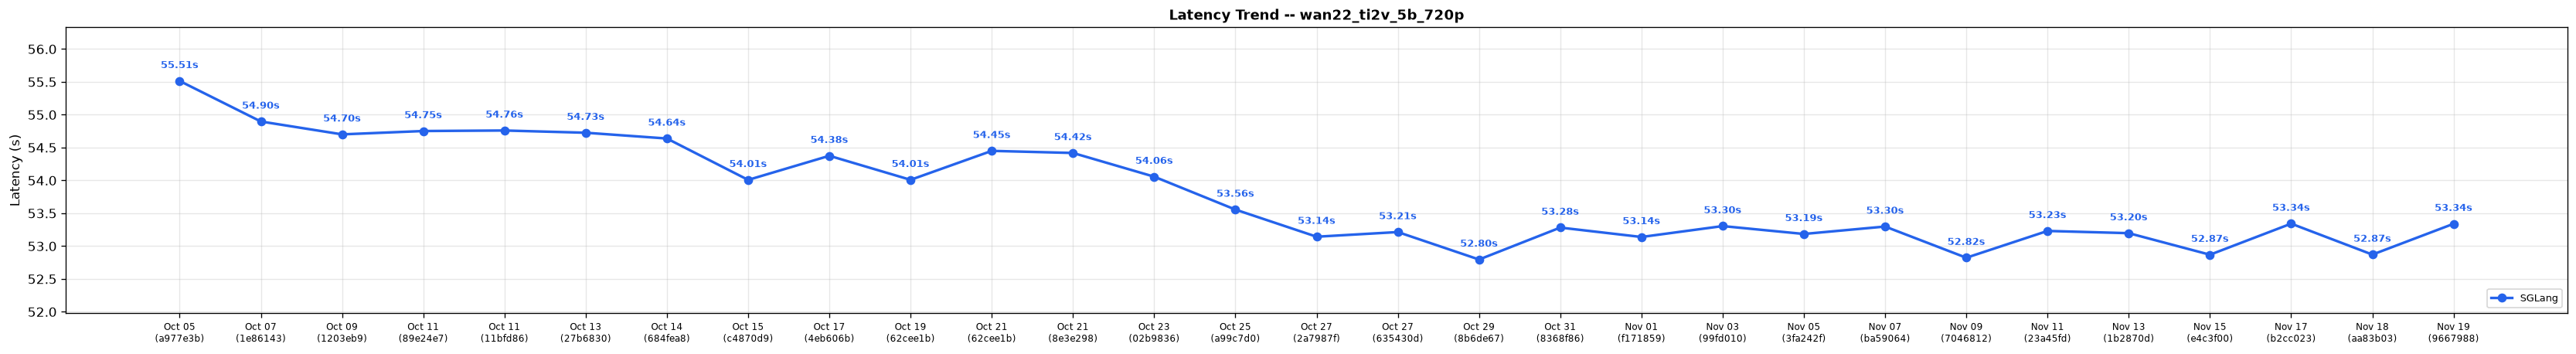 Latency Trend -- wan22_ti2v_5b_720p
Latency (s)
56.0
55.5
55.0
54.5
54.0
53.5
53.0
52.5
52.0
55.51s
54.90s
54.70s
54.75s
54.76s
54.73s
54.64s
54.01s
54.38s
54.01s
54.45s
54.42s
54.06s
53.56s
53.14s
53.21s
52.80s
53.28s
53.14s
53.30s
53.19s
53.30s
52.82s
53.23s
53.20s
52.87s
53.34s
52.87s
53.34s
SGLang
Oct 05
(a977e3b)
Oct 07
(1e86143)
Oct 09
(1203eb9)
Oct 11
(89e24e7)
Oct 11
(11bfd86)
Oct 13
(27b6830)
Oct 14
(684fea8)
Oct 15
(c4870d9)
Oct 17
(4eb606b)
Oct 19
(62cee1b)
Oct 21
(62cee1b)
Oct 21
(8e3e298)
Oct 23
(02b9836)
Oct 25
(a99c7d0)
Oct 27
(2a7987f)
Oct 27
(635430d)
Oct 29
(8b6de67)
Oct 31
(8368f86)
Nov 01
(f171859)
Nov 03
(99fd010)
Nov 05
(3fa242f)
Nov 07
(ba59064)
Nov 09
(7046812)
Nov 11
(23a45fd)
Nov 13
(1b2870d)
Nov 15
(e4c3f00)
Nov 17
(b2cc023)
Nov 18
(aa83b03)
Nov 19
(9667988)